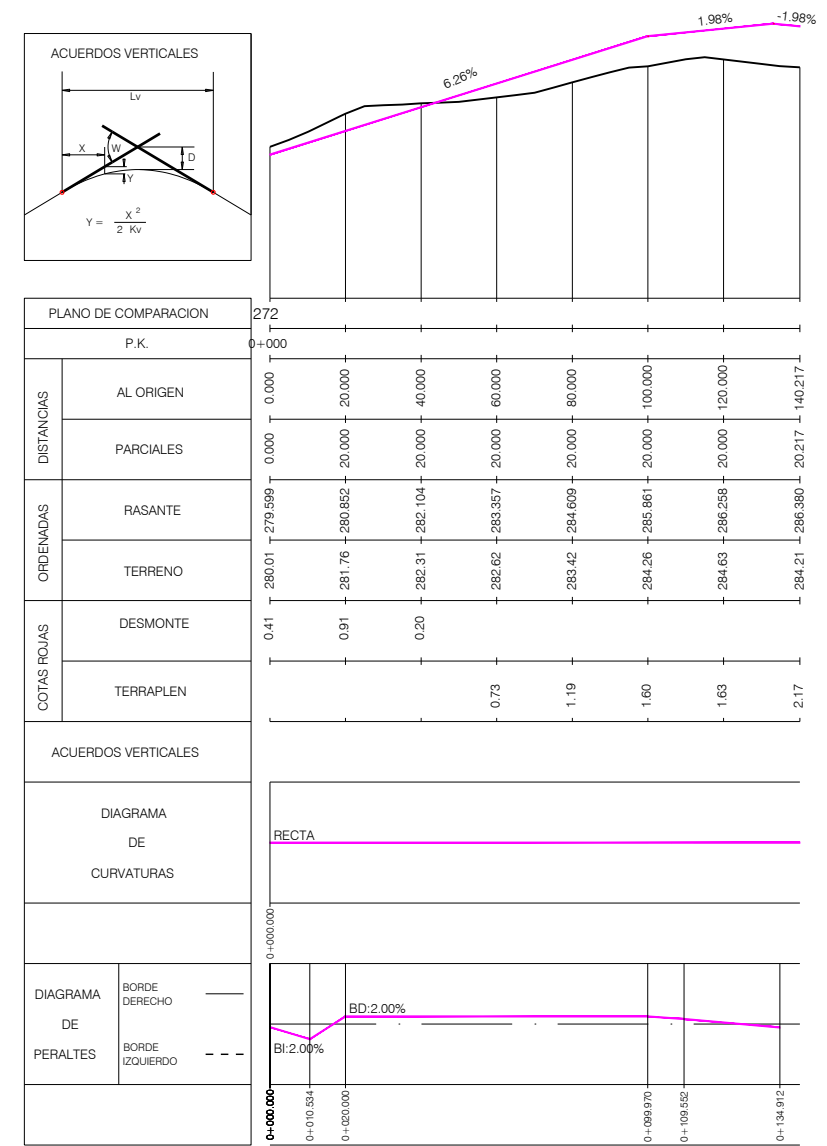 1.98%
-1.98%
6.26%
ACUERDOS VERTICALES
Lv
X
W
D
Y
Y = X 2
2 Kv
PLANO DE COMPARACION 272
P.K. 0+000
DISTANCIAS
AL ORIGEN 0.000 20.000 40.000 60.000 80.000 100.000 120.000 140.217
PARCIALES 0.000 20.000 20.000 20.000 20.000 20.000 20.000 20.217
ORDENADAS
RASANTE 279.599 280.852 282.104 283.357 284.609 285.861 286.258 286.380
TERRENO 280.01 281.76 282.31 282.62 283.42 284.26 284.63 284.21
COTAS ROJAS
DESMONTE 0.41 0.91 0.20
TERRAPLEN 0.73 1.19 1.60 1.63 2.17
ACUERDOS VERTICALES
DIAGRAMA
DE
CURVATURAS
RECTA
0+000.000
DIAGRAMA
DE
PERALTES
BORDE
DERECHO
BORDE
IZQUIERDO
BD:2.00%
BI:2.00%
0+000.000 0+010.534 0+020.000 0+099.970 0+109.552 0+134.912